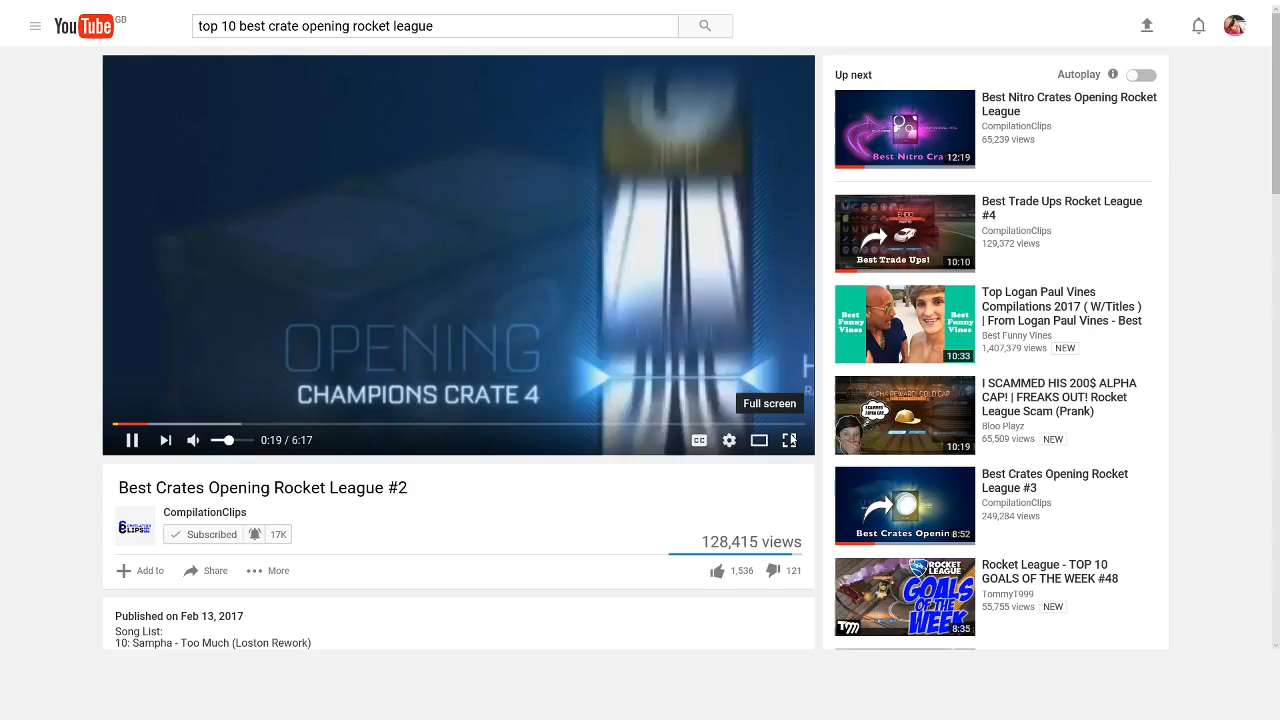 YouTube GB
top 10 best crate opening rocket league
OPENING
CHAMPIONS CRATE 4
Full screen
0:19 / 6:17
CC
Best Crates Opening Rocket League #2
CompilationClips
Subscribed
17K
128,415 views
Add to
Share
More
1,536
121
Published on Feb 13, 2017
Song List:
10: Sampha - Too Much (Loston Rework)
Up next
Autoplay
Best Nitro Cra
12:19
Best Nitro Crates Opening Rocket
League
CompilationClips
65,239 views
Best Trade Ups!
10:10
Best Trade Ups Rocket League
#4
CompilationClips
129,372 views
Best
Funny
Vines
Best
Funny
Vines
10:33
Top Logan Paul Vines
Compilations 2017 ( W/Titles )
| From Logan Paul Vines - Best
Best Funny Vines
1,407,379 views NEW
ALPHA REWARD: GOLD CAP
I SCAMMED
HIS ALPHA
CAP...
10:19
I SCAMMED HIS 200$ ALPHA
CAP! | FREAKS OUT! Rocket
League Scam (Prank)
Bloo Playz
65,509 views NEW
Best Crates Openin
8:52
Best Crates Opening Rocket
League #3
CompilationClips
249,284 views
ROCKET
LEAGUE
GOALS
OF THE
WEEK
8:35
Rocket League - TOP 10
GOALS OF THE WEEK #48
TommyT999
55,755 views NEW